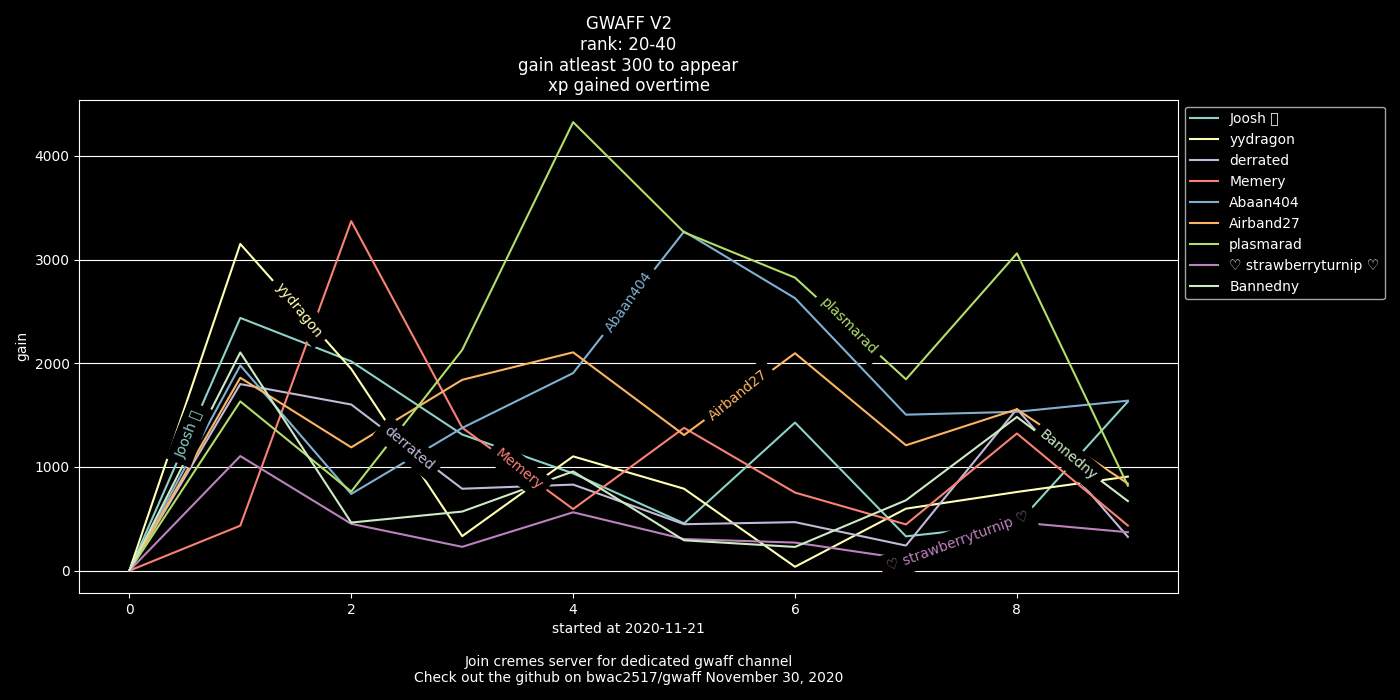 GWAFF V2
rank: 20-40
gain atleast 300 to appear
xp gained overtime
gain
4000
3000
2000
1000
0
0 2 4 6 8
started at 2020-11-21
Joosh
yydragon
derrated
Memery
Abaan404
Airband27
plasmarad
♡ strawberryturnip ♡
Bannedny
Joosh
yydragon
derrated
Memery
Abaan404
Airband27
plasmarad
♡ strawberryturnip ♡
Bannedny
Join cremes server for dedicated gwaff channel
Check out the github on bwac2517/gwaff November 30, 2020